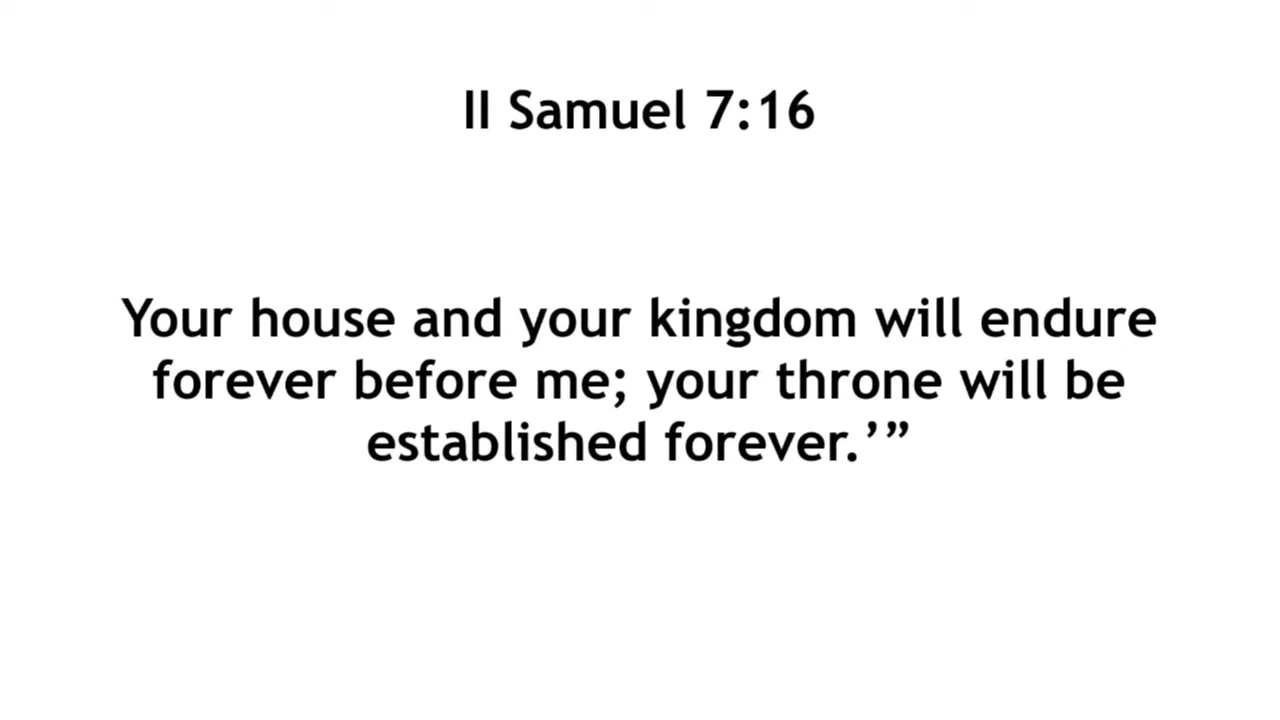 II Samuel 7:16
Your house and your kingdom will endure
forever before me; your throne will be
established forever.’”